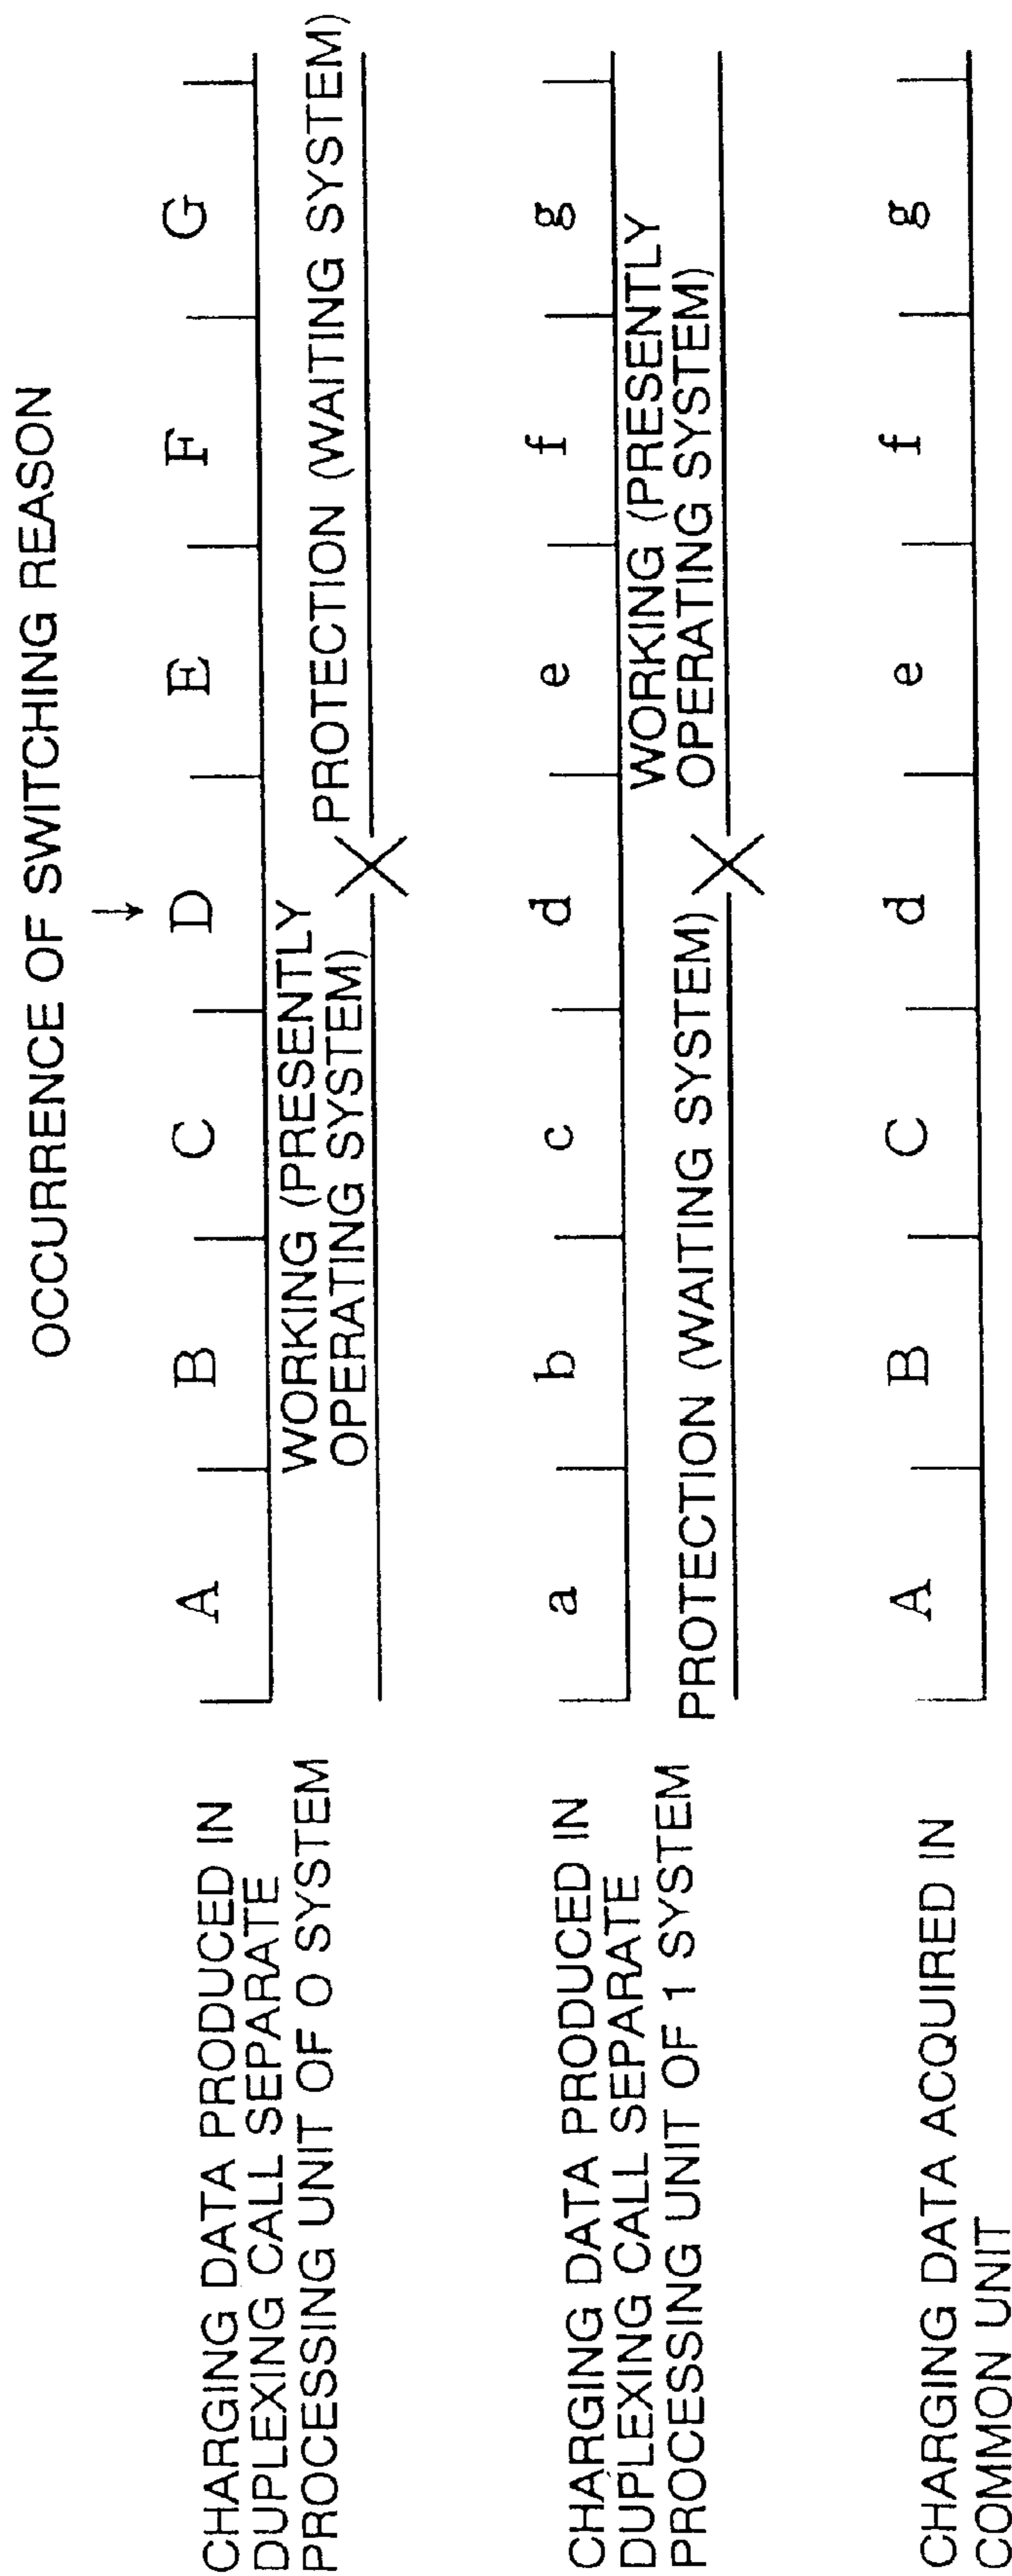 OCCURRENCE OF SWITCHING REASON
CHARGING DATA PRODUCED IN
DUPLEXING CALL SEPARATE
PROCESSING UNIT OF O SYSTEM
A B C D E F G
WORKING (PRESENTLY
OPERATING SYSTEM)
PROTECTION (WAITING SYSTEM)
CHARGING DATA PRODUCED IN
DUPLEXING CALL SEPARATE
PROCESSING UNIT OF 1 SYSTEM
a b c d e f g
PROTECTION (WAITING SYSTEM)
WORKING (PRESENTLY
OPERATING SYSTEM)
CHARGING DATA ACQUIRED IN
COMMON UNIT
A B C d e f g